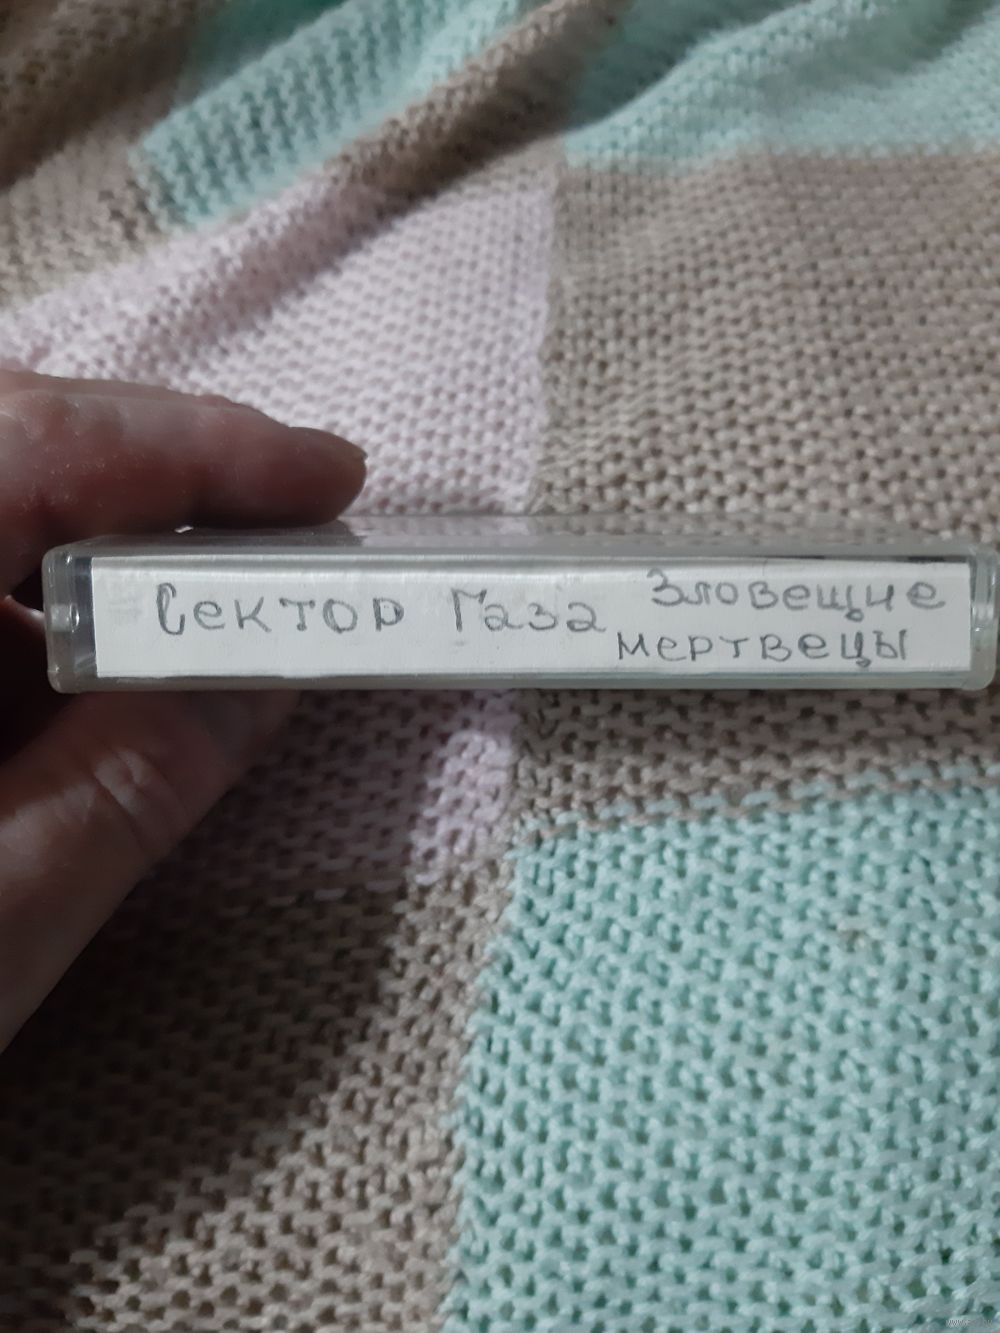 Сектор Газа
Зловещие
мертвецы